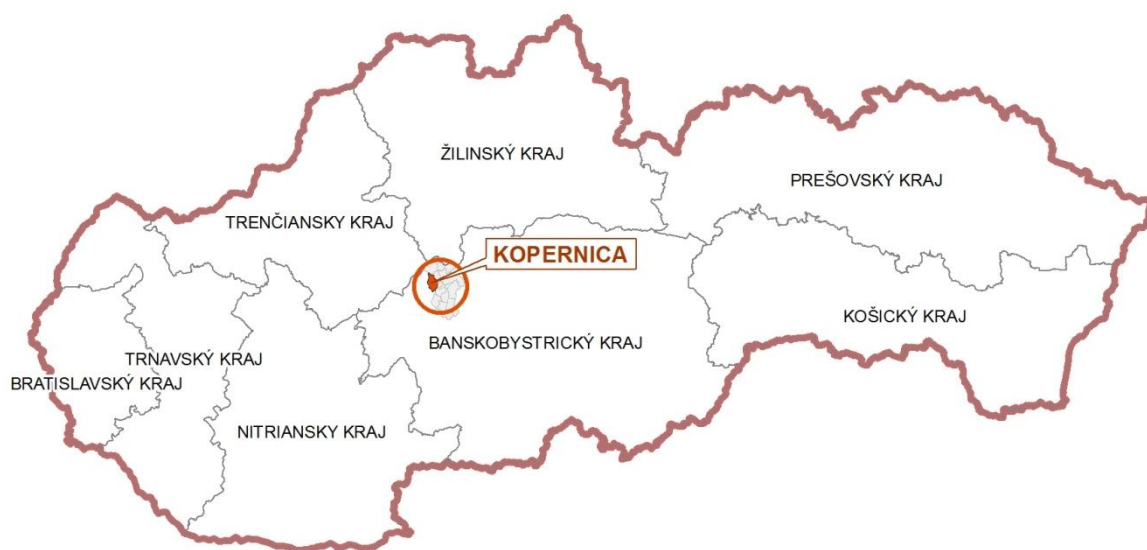 ŽILINSKÝ KRAJ
PREŠOVSKÝ KRAJ
TRENČIANSKY KRAJ
KOPERNICA
KOŠICKÝ KRAJ
BANSKOBYSTRICKÝ KRAJ
TRNAVSKÝ KRAJ
BRATISLAVSKÝ KRAJ
NITRIANSKY KRAJ